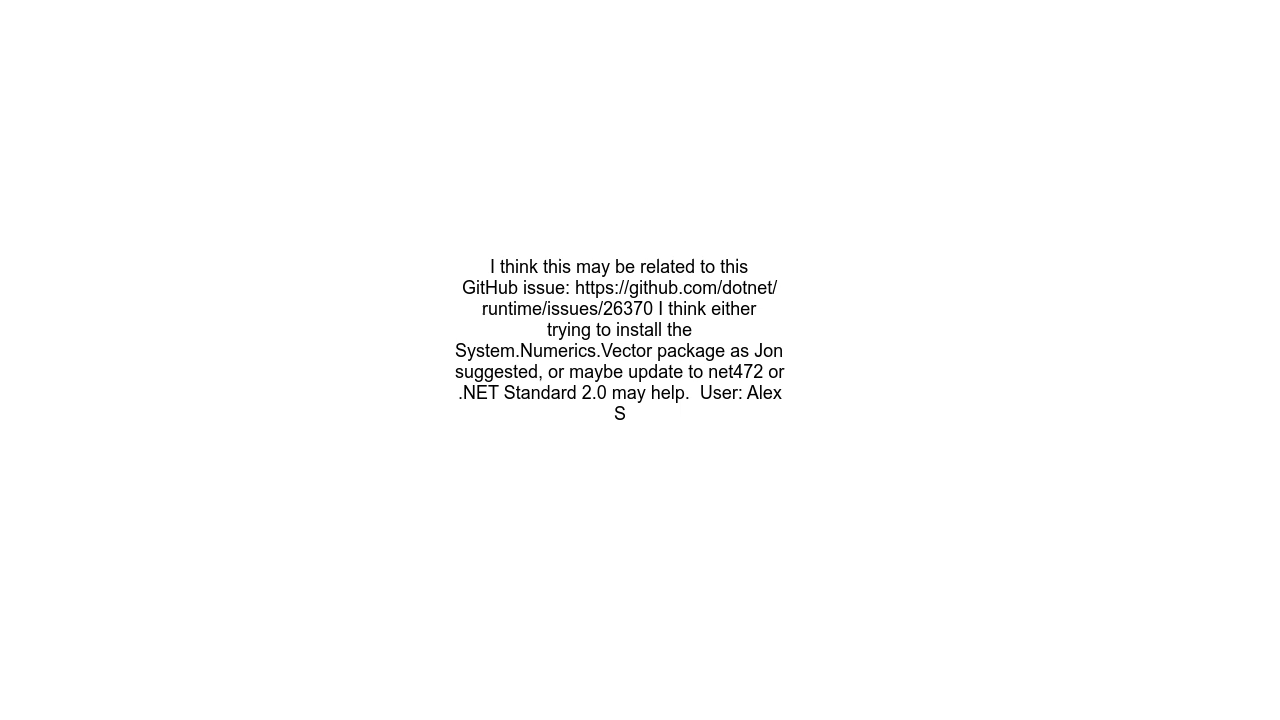 I think this may be related to this
GitHub issue: https://github.com/dotnet/
runtime/issues/26370 I think either
trying to install the
System.Numerics.Vector package as Jon
suggested, or maybe update to net472 or
.NET Standard 2.0 may help.  User: Alex
S